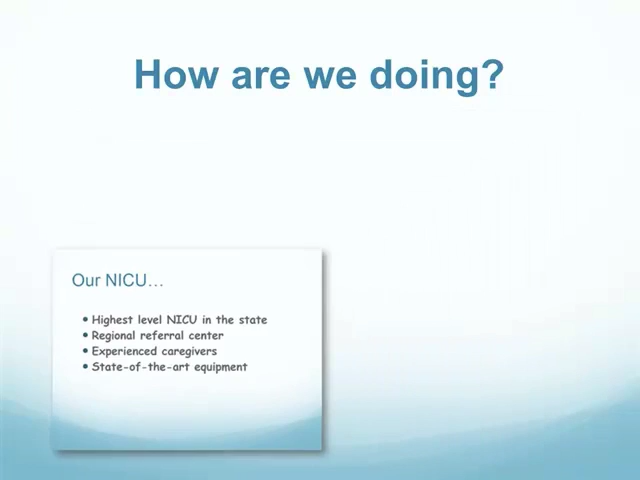 How are we doing?
Our NICU…
• Highest level NICU in the state
• Regional referral center
• Experienced caregivers
• State-of-the-art equipment